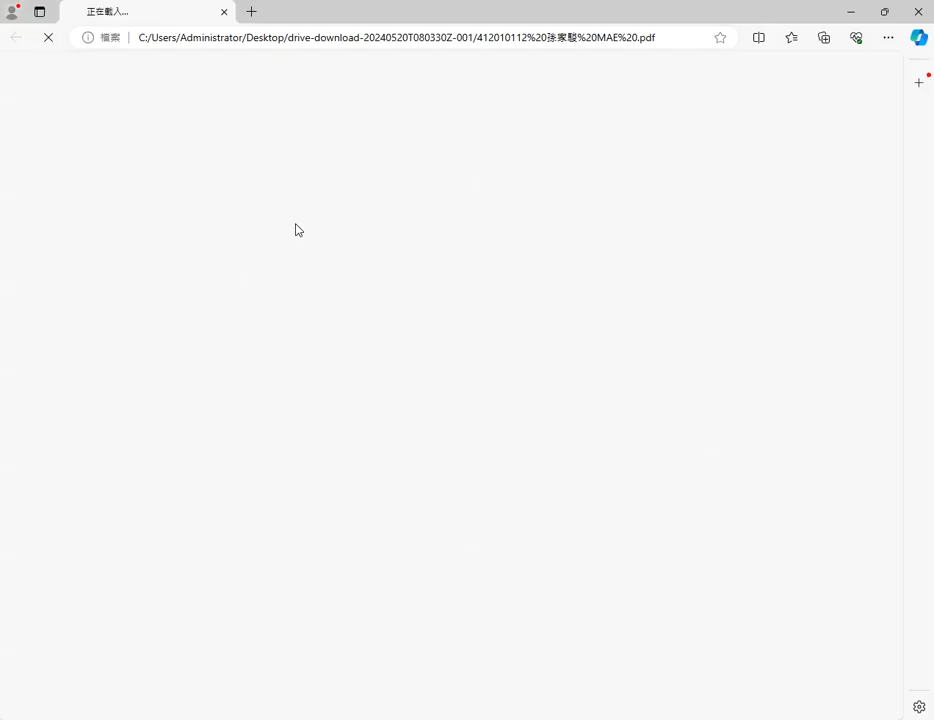 正在載入...
檔案
C:/Users/Administrator/Desktop/drive-download-20240520T080330Z-001/412010112%20孫家駿%20MAE%20.pdf